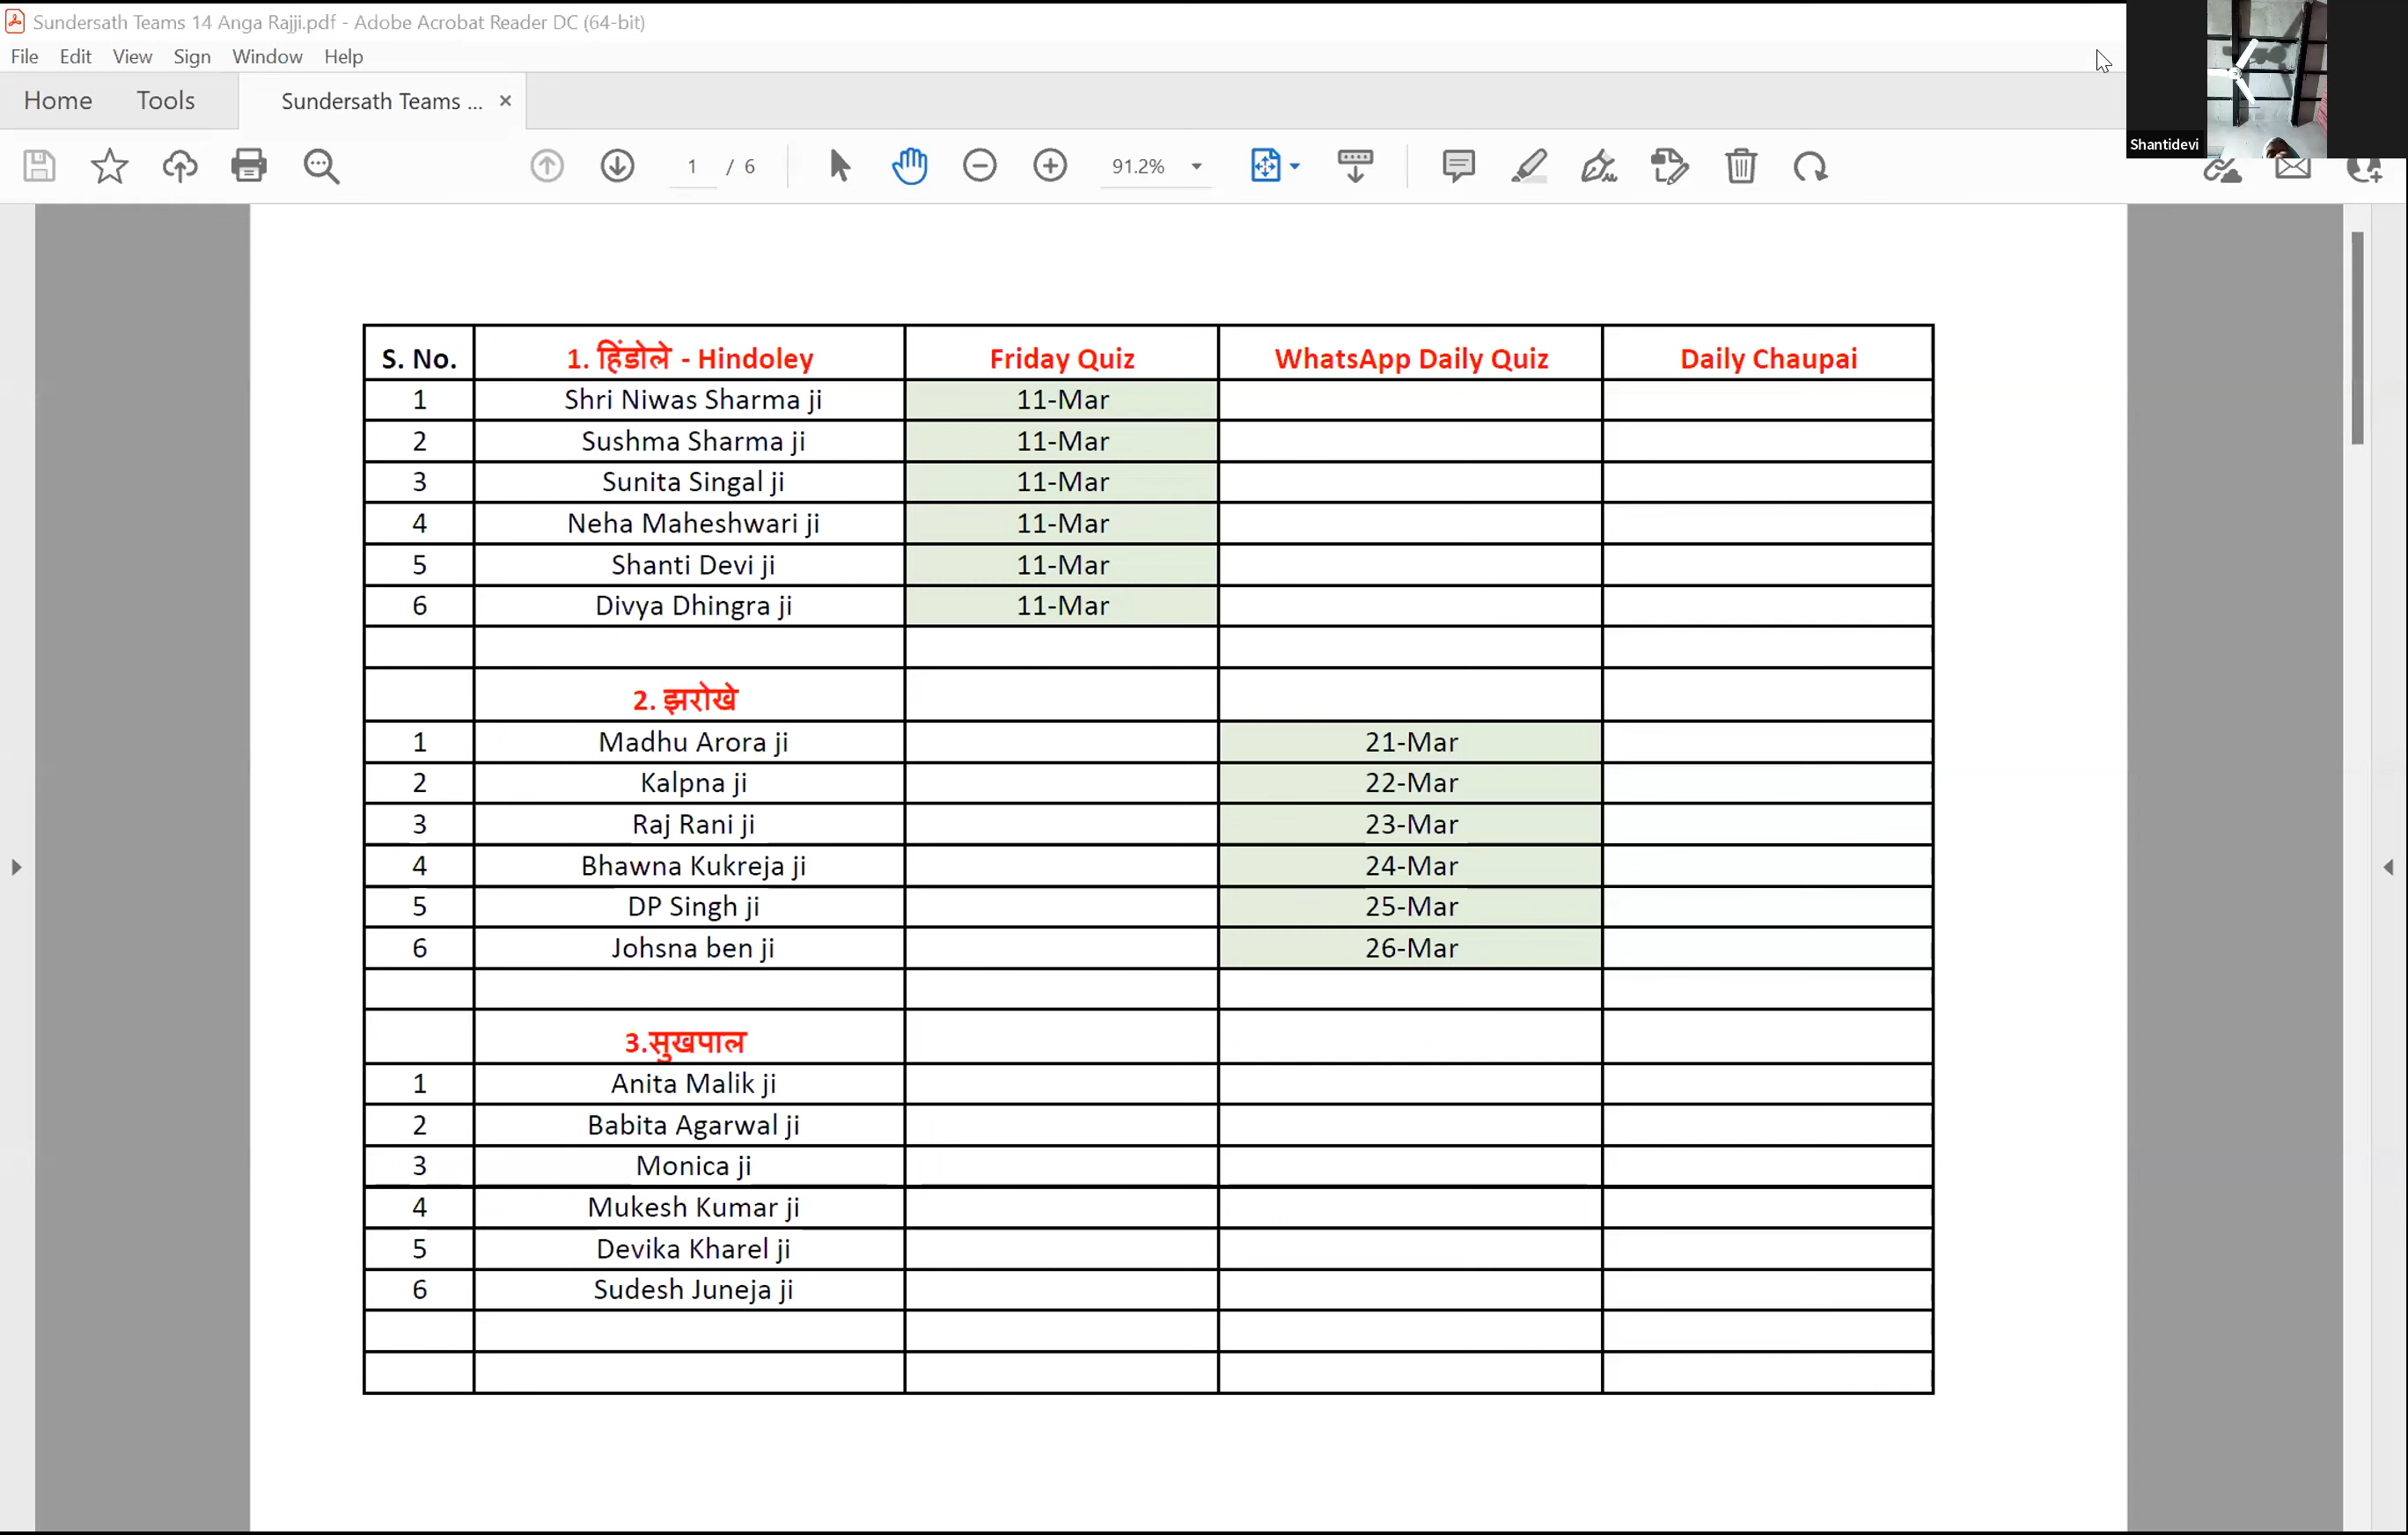 Sundersath Teams 14 Anga Rajji.pdf - Adobe Acrobat Reader DC (64-bit)
File Edit View Sign Window Help
Home Tools Sundersath Teams ... ×
1 / 6 91.2%
Shantidevi
S. No. 1. हिंडोले - Hindoley Friday Quiz WhatsApp Daily Quiz Daily Chaupai
1 Shri Niwas Sharma ji 11-Mar
2 Sushma Sharma ji 11-Mar
3 Sunita Singal ji 11-Mar
4 Neha Maheshwari ji 11-Mar
5 Shanti Devi ji 11-Mar
6 Divya Dhingra ji 11-Mar
2. झरोखे
1 Madhu Arora ji 21-Mar
2 Kalpna ji 22-Mar
3 Raj Rani ji 23-Mar
4 Bhawna Kukreja ji 24-Mar
5 DP Singh ji 25-Mar
6 Johsna ben ji 26-Mar
3.सुखपाल
1 Anita Malik ji
2 Babita Agarwal ji
3 Monica ji
4 Mukesh Kumar ji
5 Devika Kharel ji
6 Sudesh Juneja ji